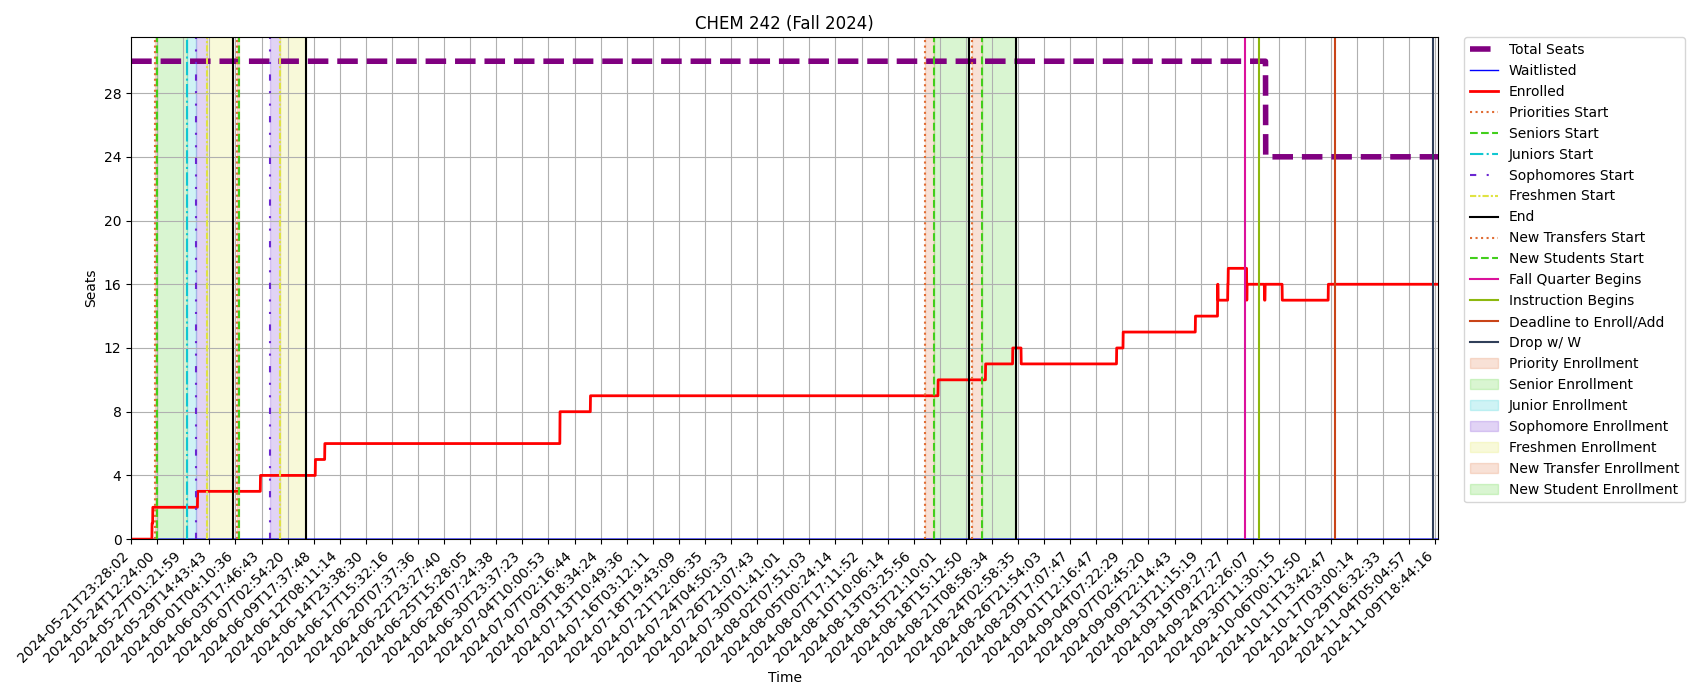 CHEM 242 (Fall 2024)
Seats
28
24
20
16
12
8
4
0
2024-05-21T23:28:02
2024-05-24T12:24:00
2024-05-27T01:21:59
2024-05-29T14:43:43
2024-06-01T04:10:36
2024-06-03T17:46:43
2024-06-07T02:54:20
2024-06-09T17:37:48
2024-06-12T08:11:14
2024-06-14T23:38:30
2024-06-17T15:32:16
2024-06-20T07:37:36
2024-06-22T23:27:40
2024-06-25T15:28:05
2024-06-28T07:24:38
2024-06-30T23:37:23
2024-07-04T10:00:53
2024-07-07T02:16:44
2024-07-09T18:34:24
2024-07-13T10:49:36
2024-07-16T03:12:11
2024-07-18T19:43:09
2024-07-21T12:06:35
2024-07-24T04:50:33
2024-07-26T21:07:43
2024-07-30T01:41:01
2024-08-02T17:51:03
2024-08-05T00:24:14
2024-08-07T17:11:52
2024-08-10T10:06:14
2024-08-13T03:25:56
2024-08-15T21:10:01
2024-08-18T15:12:50
2024-08-21T08:58:34
2024-08-24T02:58:35
2024-08-26T21:54:03
2024-08-29T17:07:47
2024-09-01T12:16:47
2024-09-04T07:22:29
2024-09-07T02:45:20
2024-09-09T22:14:43
2024-09-13T21:15:19
2024-09-19T09:27:27
2024-09-24T22:26:07
2024-09-30T11:30:15
2024-10-06T00:12:50
2024-10-11T13:42:47
2024-10-17T03:00:14
2024-10-29T16:32:33
2024-11-04T05:04:57
2024-11-09T18:44:16
Time
Total Seats
Waitlisted
Enrolled
Priorities Start
Seniors Start
Juniors Start
Sophomores Start
Freshmen Start
End
New Transfers Start
New Students Start
Fall Quarter Begins
Instruction Begins
Deadline to Enroll/Add
Drop w/ W
Priority Enrollment
Senior Enrollment
Junior Enrollment
Sophomore Enrollment
Freshmen Enrollment
New Transfer Enrollment
New Student Enrollment